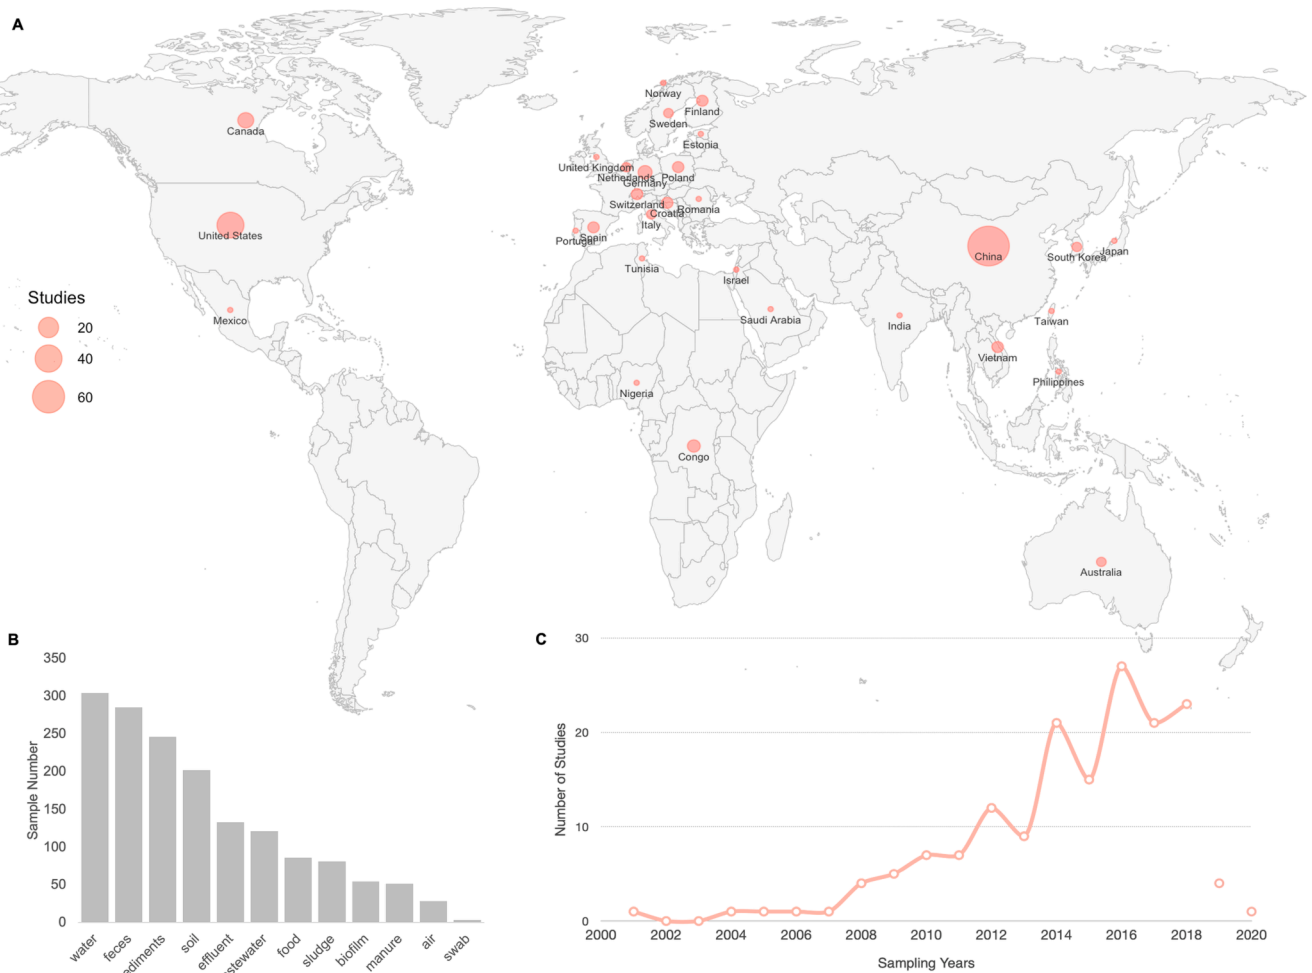 A
Norway
Finland
Sweden
Canada
Estonia
United Kingdom
Netherlands
Poland
Germany
Switzerland
Romania
Croatia
Italy
United States
Spain
Portugal
China
South Korea
Japan
Tunisia
Israel
Studies
20
40
60
Mexico
Saudi Arabia
India
Taiwan
Vietnam
Philippines
Nigeria
Congo
Australia
B
350
300
250
200
150
100
50
0
Sample Number
water
feces
ediments
soil
effluent
stewater
food
sludge
biofilm
manure
air
swab
C
30
20
10
0
Number of Studies
2000 2002 2004 2006 2008 2010 2012 2014 2016 2018 2020
Sampling Years